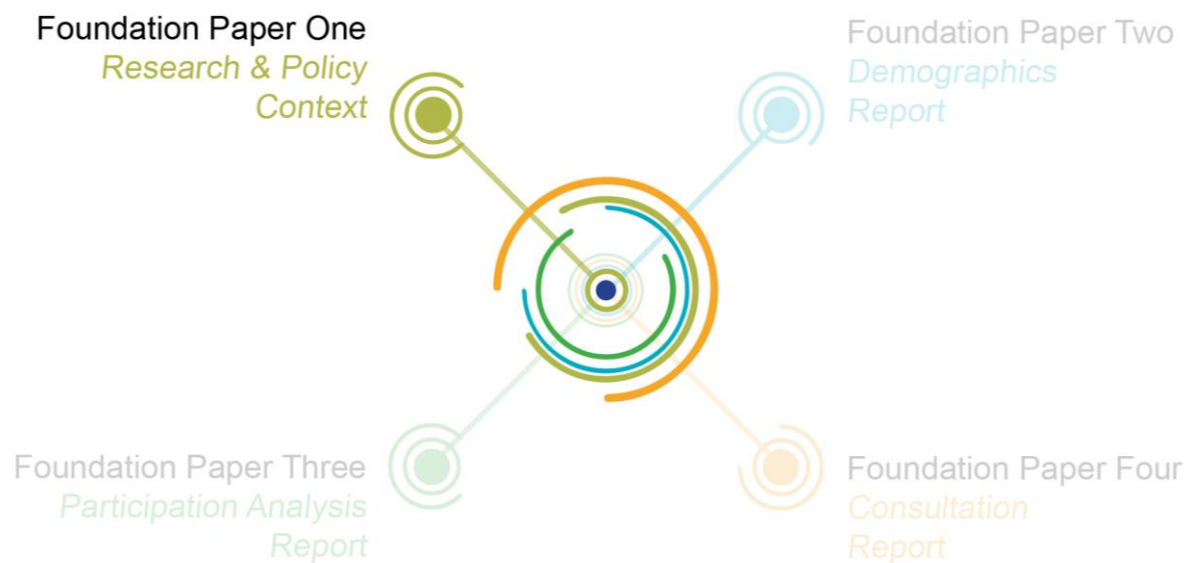 Foundation Paper One
Research & Policy
Context
Foundation Paper Two
Demographics
Report
Foundation Paper Three
Participation Analysis
Report
Foundation Paper Four
Consultation
Report